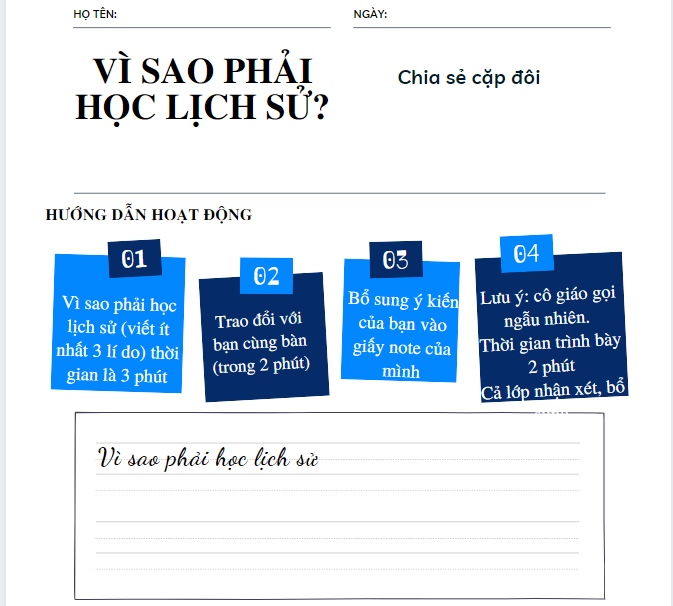 HỌ TÊN:
NGÀY:
VÌ SAO PHẢI
HỌC LỊCH SỬ?
Chia sẻ cặp đôi
HƯỚNG DẪN HOẠT ĐỘNG
01
Vì sao phải học
lịch sử (viết ít
nhất 3 lí do) thời
gian là 3 phút
02
Trao đổi với
bạn cùng bàn
(trong 2 phút)
03
Bổ sung ý kiến
của bạn vào
giấy note của
mình
04
Lưu ý: cô giáo gọi
ngẫu nhiên.
Thời gian trình bày
2 phút
Cả lớp nhận xét, bổ
Vì sao phải học lịch sử